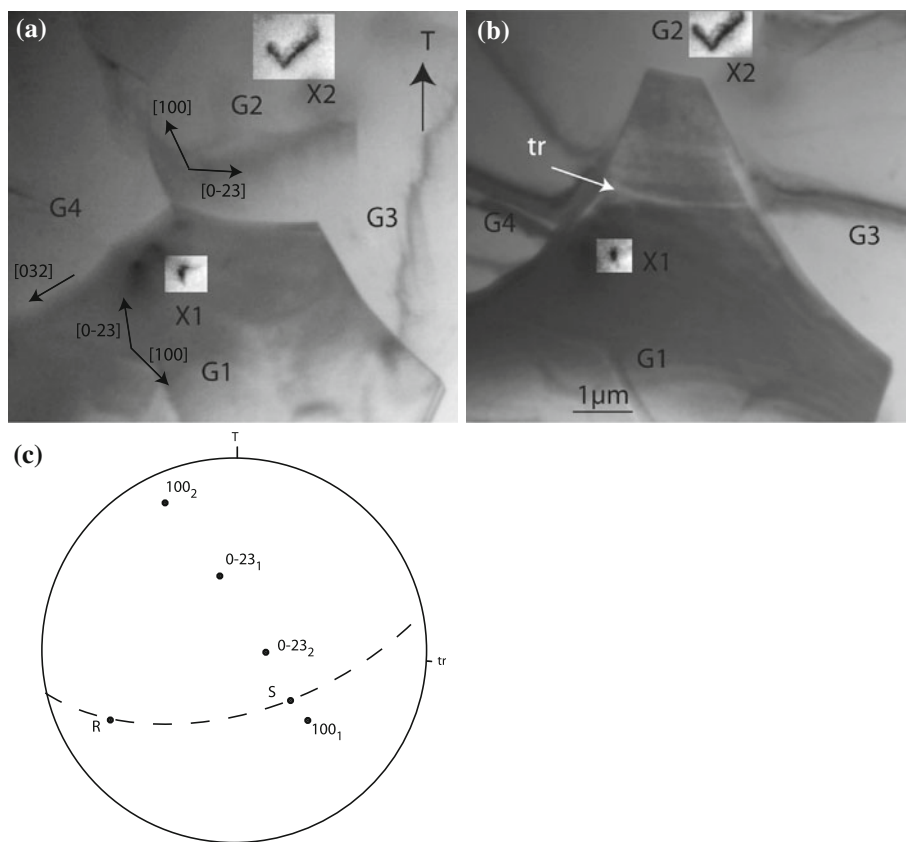 (a)
T
X2
G2
[100]
[0-23]
G4
G3
[032]
X1
[0-23]
[100]
G1
(b)
G2
X2
tr
G4
G3
X1
G1
1µm
(c)
T
100₂
0-23₁
0-23₂
tr
S
R
100₁